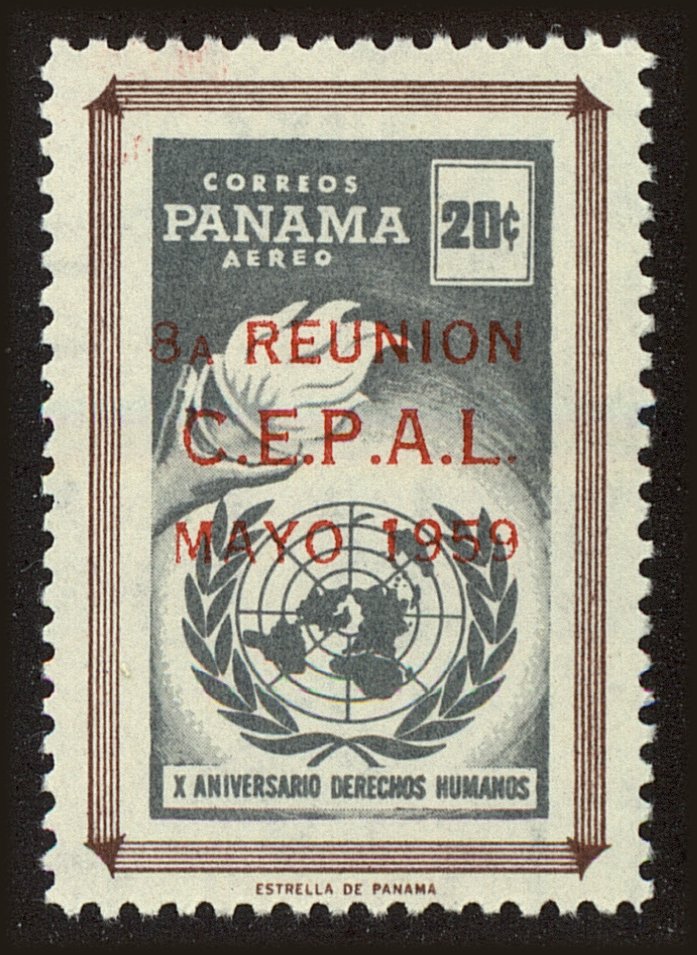 CORREOS
PANAMA
AEREO
20¢
8A REUNION
C.E.P.A.L.
MAYO 1959
X ANIVERSARIO DERECHOS HUMANOS
ESTRELLA DE PANAMA